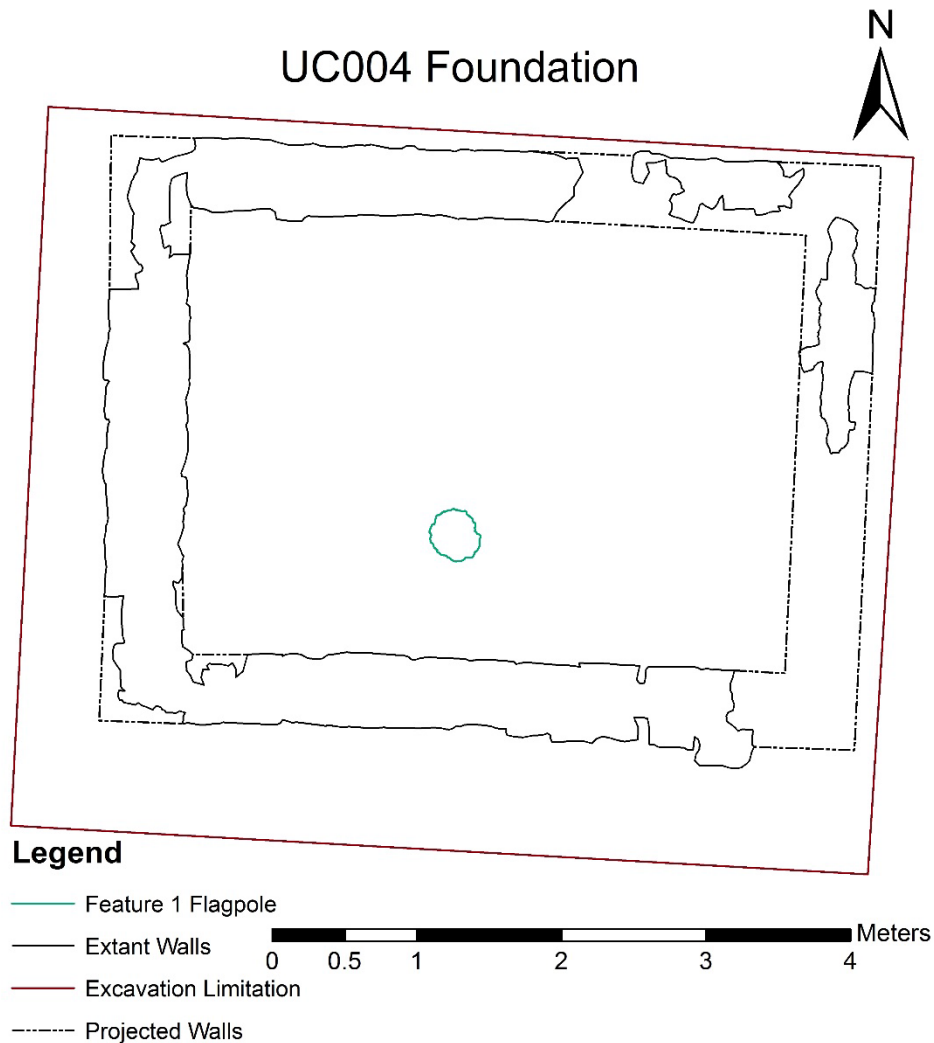 N
UC004 Foundation
Legend
Feature 1 Flagpole
Extant Walls
Excavation Limitation
Projected Walls
Meters
0 0.5 1 2 3 4